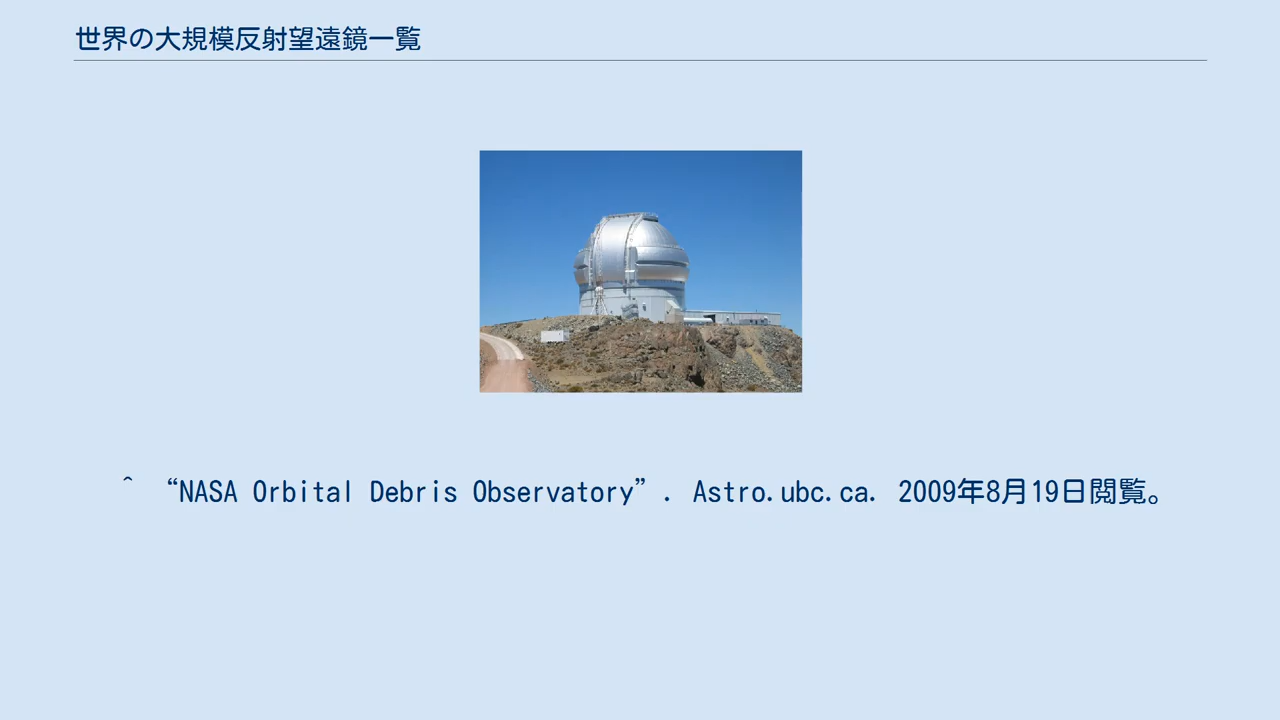 世界の大規模反射望遠鏡一覧
^ “NASA Orbital Debris Observatory”. Astro.ubc.ca. 2009年8月19日閲覧。